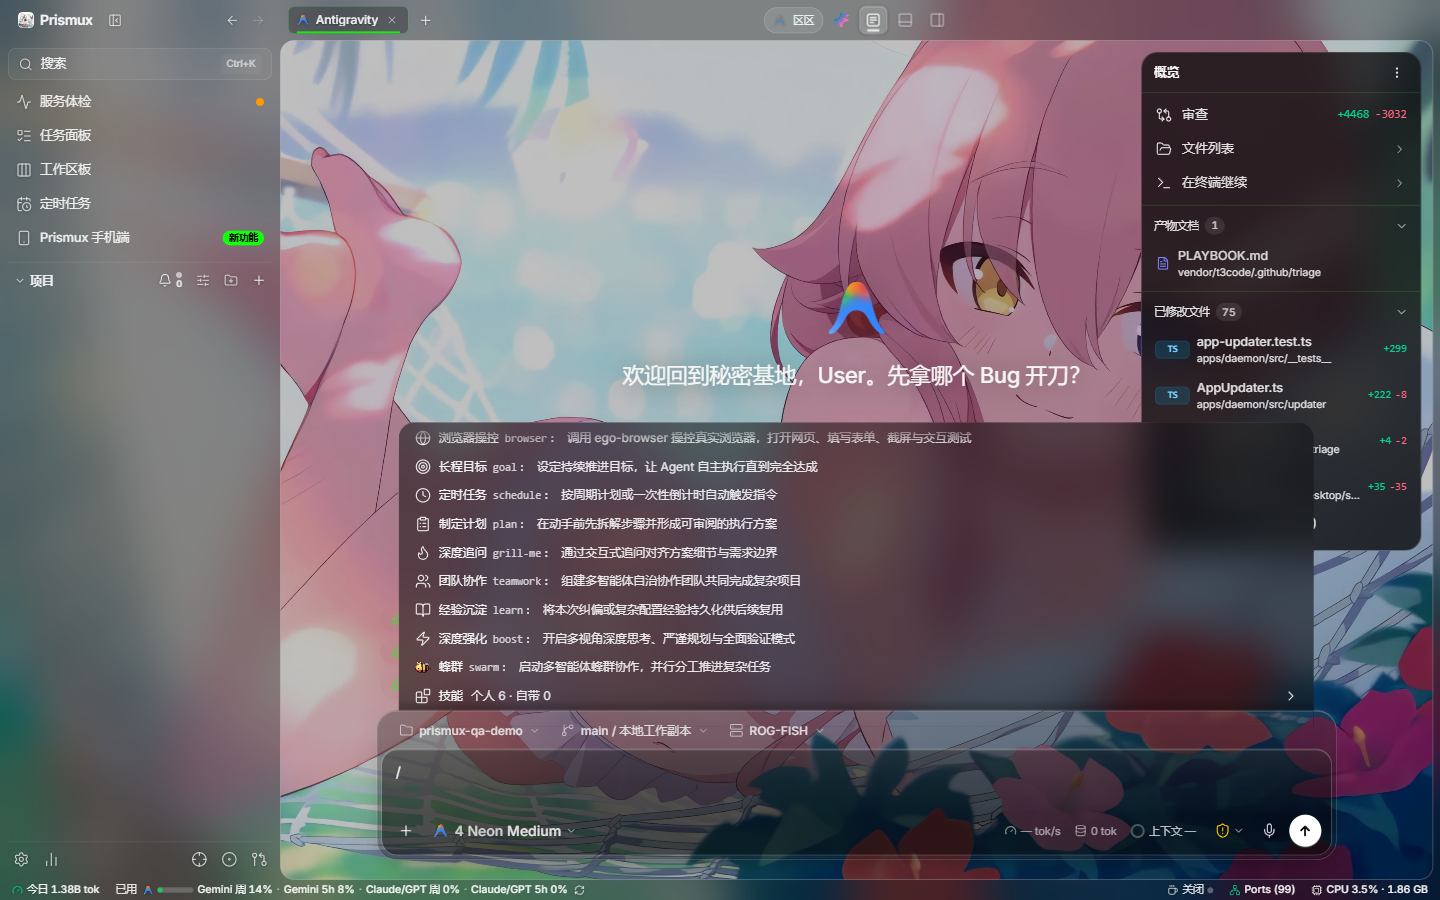 Prismux
Antigravity
区区
搜索 Ctrl+K
服务体检
任务面板
工作区板
定时任务
Prismux 手机端 新功能
项目 0
概览
审查 +4468 -3032
文件列表
在终端继续
产物文档 1
PLAYBOOK.md
vendor/t3code/.github/triage
已修改文件 75
TS app-updater.test.ts +299
apps/daemon/src/__tests__
TS AppUpdater.ts +222 -8
apps/daemon/src/updater
+4 -2
riage
+35 -35
sktop/s...
欢迎回到秘密基地，User。先拿哪个 Bug 开刀？
浏览器操控 browser： 调用 ego-browser 操控真实浏览器，打开网页、填写表单、截屏与交互测试
长程目标 goal： 设定持续推进目标，让 Agent 自主执行直到完全达成
定时任务 schedule： 按周期计划或一次性倒计时自动触发指令
制定计划 plan： 在动手前先拆解步骤并形成可审阅的执行方案
深度追问 grill-me： 通过交互式追问对齐方案细节与需求边界
团队协作 teamwork： 组建多智能体自治协作团队共同完成复杂项目
经验沉淀 learn： 将本次纠偏或复杂配置经验持久化供后续复用
深度强化 boost： 开启多视角深度思考、严谨规划与全面验证模式
蜂群 swarm： 启动多智能体蜂群协作，并行分工推进复杂任务
技能 个人 6 · 自带 0
prismux-qa-demo main / 本地工作副本 ROG-FISH
/
4 Neon Medium
— tok/s 0 tok 上下文 —
今日 1.38B tok 已用 Gemini 周 14% · Gemini 5h 8% · Claude/GPT 周 0% · Claude/GPT 5h 0%
关闭 Ports (99) CPU 3.5% · 1.86 GB